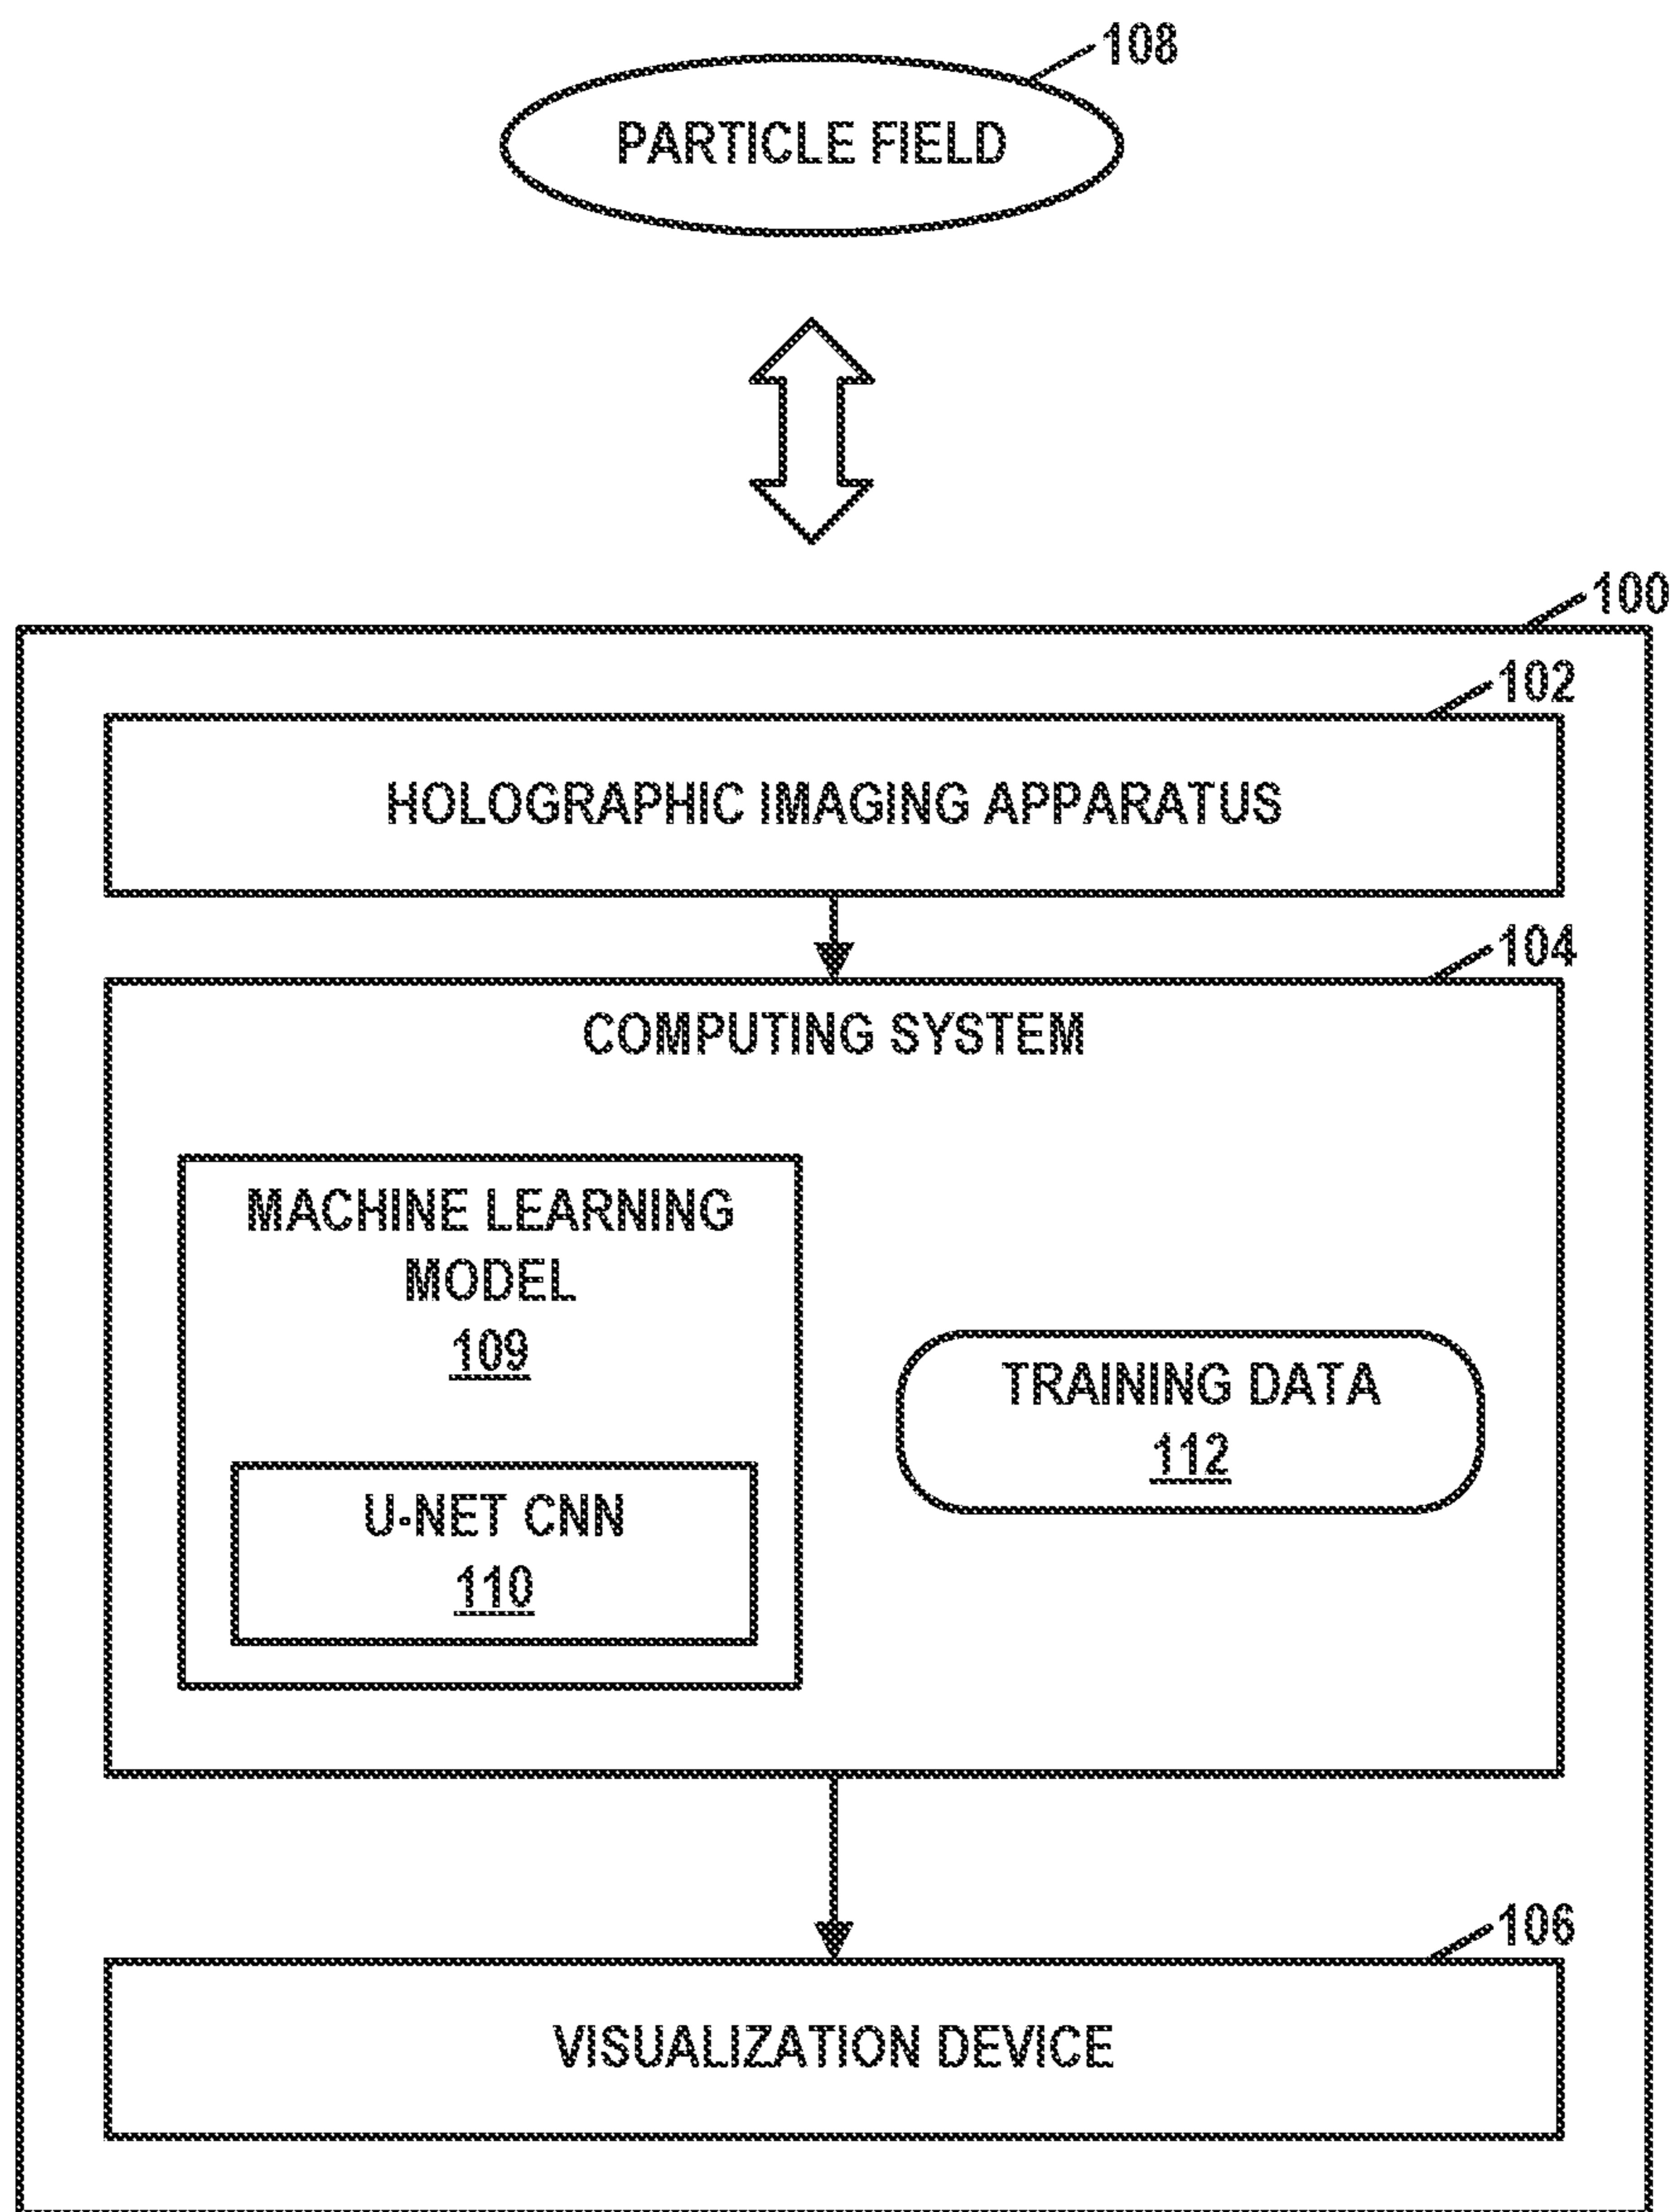 108
PARTICLE FIELD
100
102
HOLOGRAPHIC IMAGING APPARATUS
104
COMPUTING SYSTEM
MACHINE LEARNING
MODEL
109
TRAINING DATA
112
U-NET CNN
110
106
VISUALIZATION DEVICE